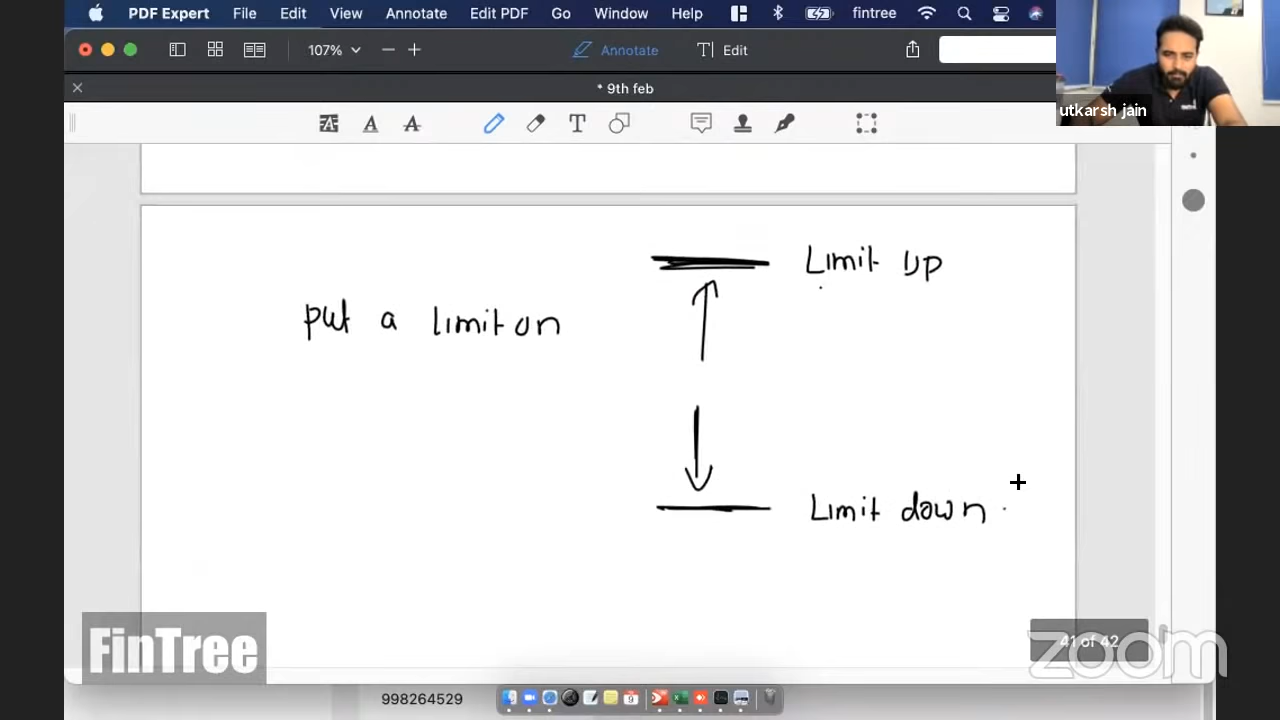 PDF Expert File Edit View Annotate Edit PDF Go Window Help fintree
107% Annotate T Edit
* 9th feb
utkarsh jain
Limit up
put a limit on
Limit down
FinTree
41 of 42
zoom
998264529